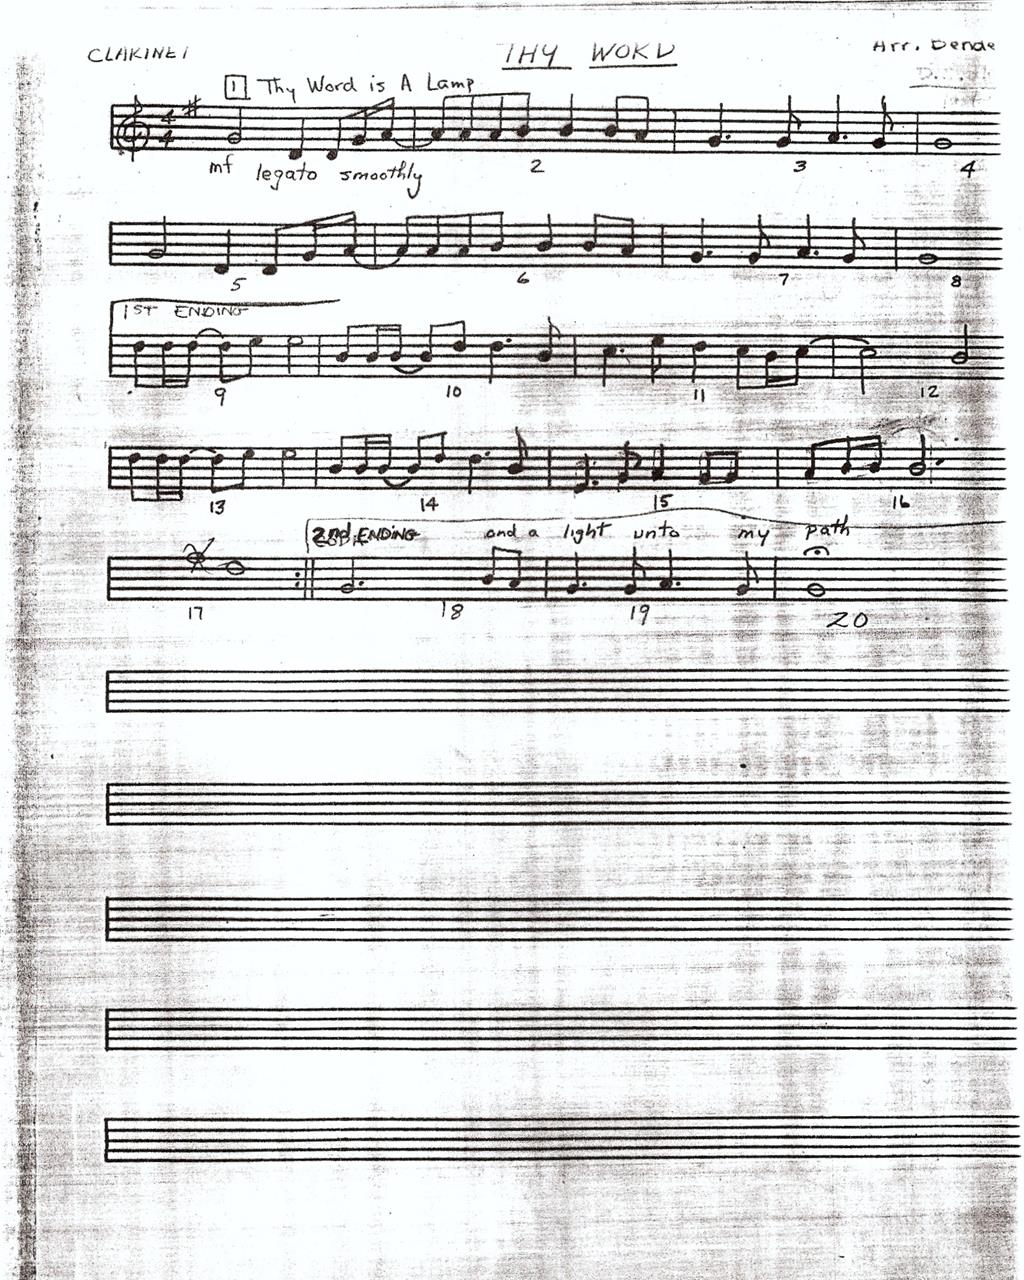 CLARINET THY WORD Arr. Dende
1 Thy Word is A Lamp
4
4
mf legato smoothly 2 3 4
5 6 7 8
1ST ENDING
9 10 11 12
13 14 15 16
2nd ENDING and a light unto my path
17 18 19 20